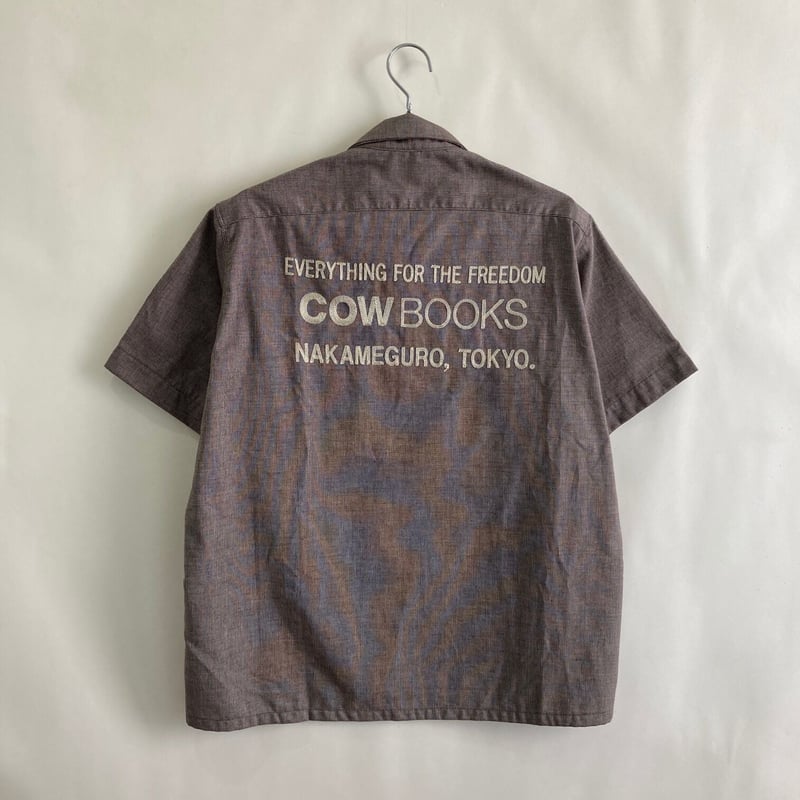 EVERYTHING FOR THE FREEDOM
COW BOOKS
NAKAMEGURO, TOKYO.